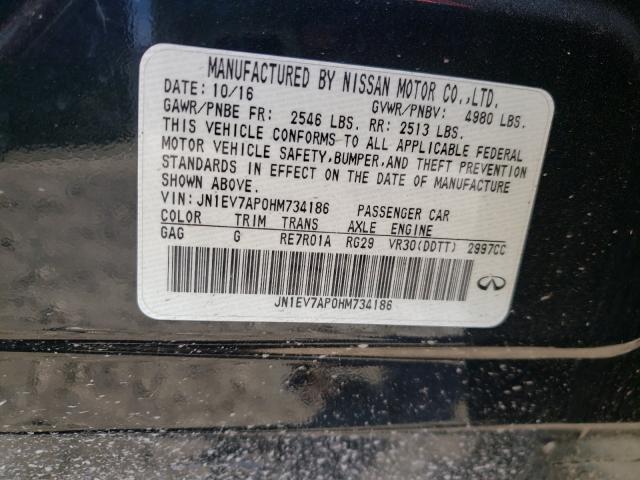 MANUFACTURED BY NISSAN MOTOR CO.,LTD.
DATE: 10/16 GVWR/PNBV: 4980 LBS.
GAWR/PNBE FR: 2546 LBS. RR: 2513 LBS.
THIS VEHICLE CONFORMS TO ALL APPLICABLE FEDERAL
MOTOR VEHICLE SAFETY, BUMPER, AND THEFT PREVENTION
STANDARDS IN EFFECT ON THE DATE OF MANUFACTURE
SHOWN ABOVE.
VIN: JN1EV7AP0HM734186 PASSENGER CAR
COLOR TRIM TRANS AXLE ENGINE
GAG G RE7R01A RG29 VR30(DDTT) 2997CC
JN1EV7AP0HM734186